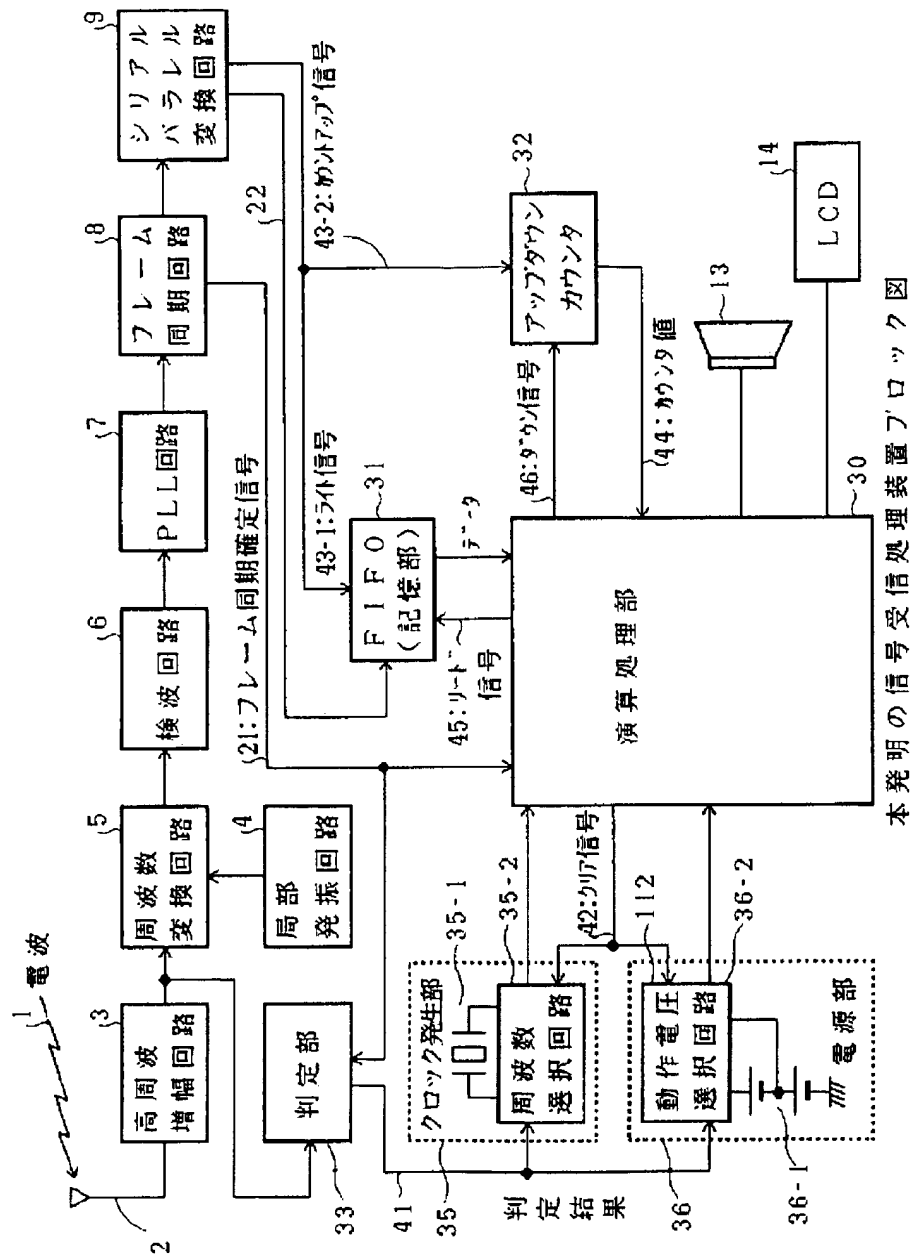 1
電波
2
3
高周波
増幅回路
5
周波数
変換回路
4
局部
発振回路
6
検波回路
7
PLL回路
8
フレーム
同期回路
9
シリアル
パラレル
変換回路
21:フレーム同期確定信号
22
43-1:ライト信号
43-2:カウントアップ信号
33
判定部
31
FIFO
(記憶部)
データ
45:リード
信号
32
アップダウン
カウンタ
46:ダウン信号
44:カウンタ値
13
14
LCD
30
演算処理部
41
判定
結果
35
クロック発生部
35-1
35-2
周波数
選択回路
42:クリア信号
112
36
動作電圧
選択回路
36-2
36-1
電源部
本発明の信号受信処理装置ブロック図